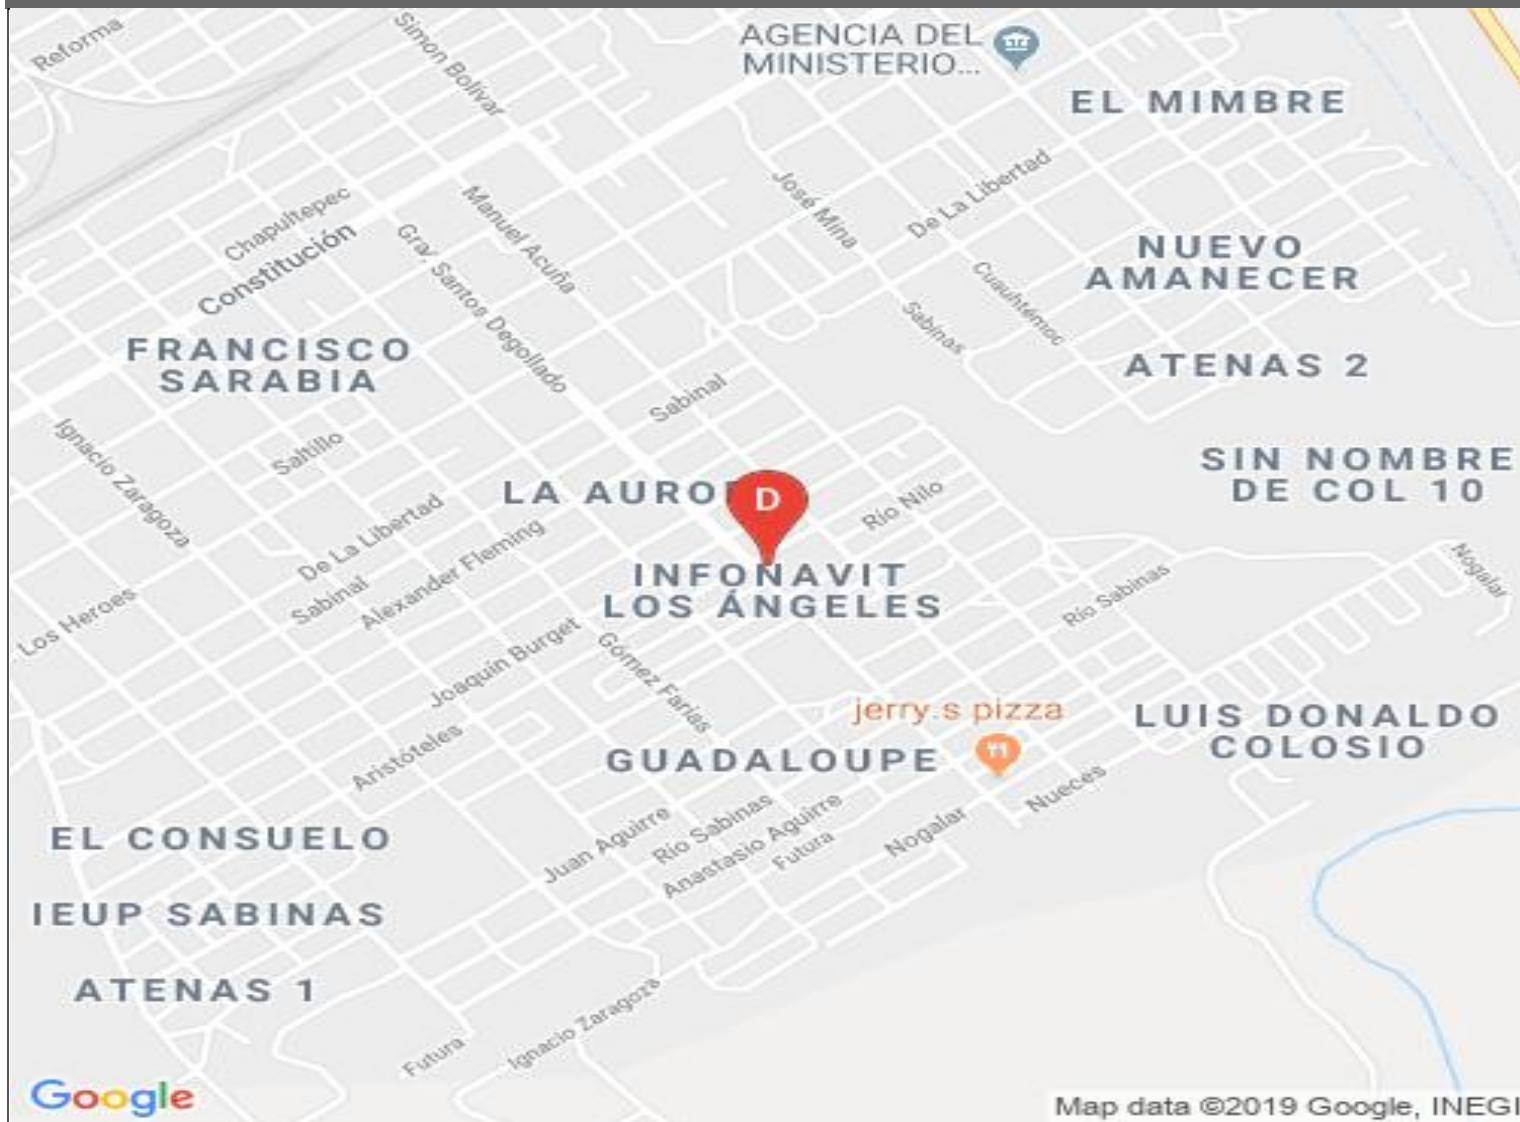 Reforma
Simon Bolivar
AGENCIA DEL
MINISTERIO...
EL MIMBRE
Chapultepec
Constitución
Gral Santos Degollado
Manuel Acuña
José Mina
De La Libertad
Cuauhtémoc
Sabinas
NUEVO
AMANECER
FRANCISCO
SARABIA
ATENAS 2
Ignacio Zaragoza
Saltillo
Sabinal
SIN NOMBRE
DE COL 10
LA AURO
D
Río Nilo
De La Libertad
Sabinal
Alexander Fleming
Los Heroes
INFONAVIT
LOS ÁNGELES
Río Sabinas
Nogalar
Joaquin Burget
Gómez Farías
Aristóteles
jerry.s pizza
GUADALOUPE
LUIS DONALDO
COLOSIO
Nueces
EL CONSUELO
Juan Aguirre
Río Sabinas
Anastasio Aguirre
Futura
Nogalar
IEUP SABINAS
ATENAS 1
Futura
Ignacio Zaragoza
Google
Map data ©2019 Google, INEGI